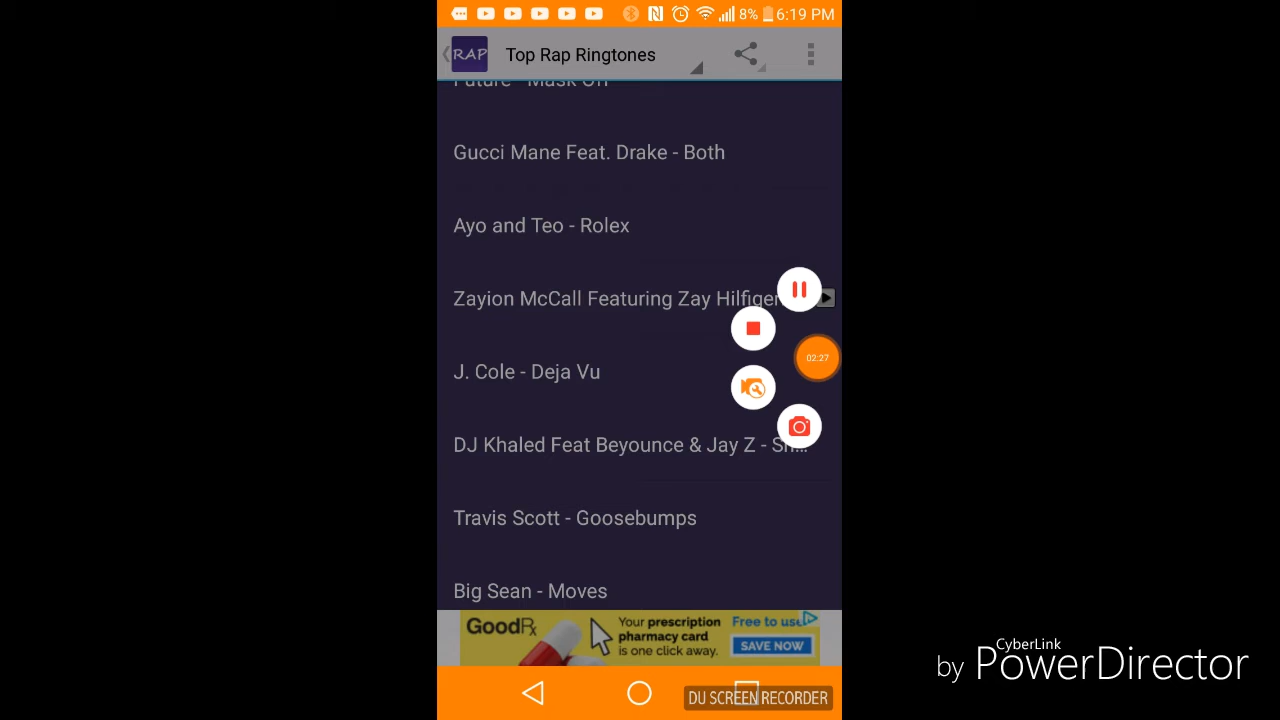 8% 6:19 PM
RAP Top Rap Ringtones
Future - Mask Off
Gucci Mane Feat. Drake - Both
Ayo and Teo - Rolex
Zayion McCall Featuring Zay Hilfiger
J. Cole - Deja Vu
02:27
DJ Khaled Feat Beyounce & Jay Z - Sh...
Travis Scott - Goosebumps
Big Sean - Moves
GoodRx
Your prescription
pharmacy card
is one click away.
Free to use
SAVE NOW
CyberLink
by PowerDirector
DU SCREEN RECORDER